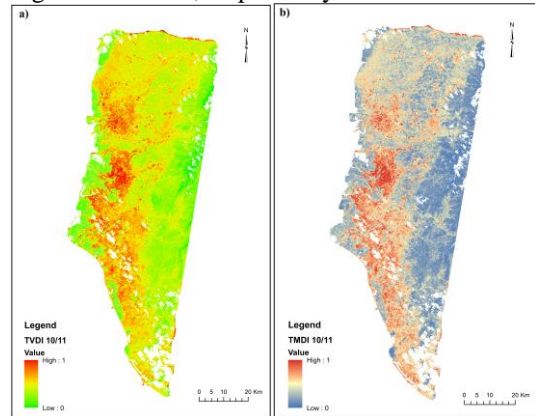 a)
N
Legend
TVDI 10/11
Value
High : 1
Low : 0
0 5 10 20 Km
b)
N
Legend
TMDI 10/11
Value
High : 1
Low : 0
0 5 10 20 Km